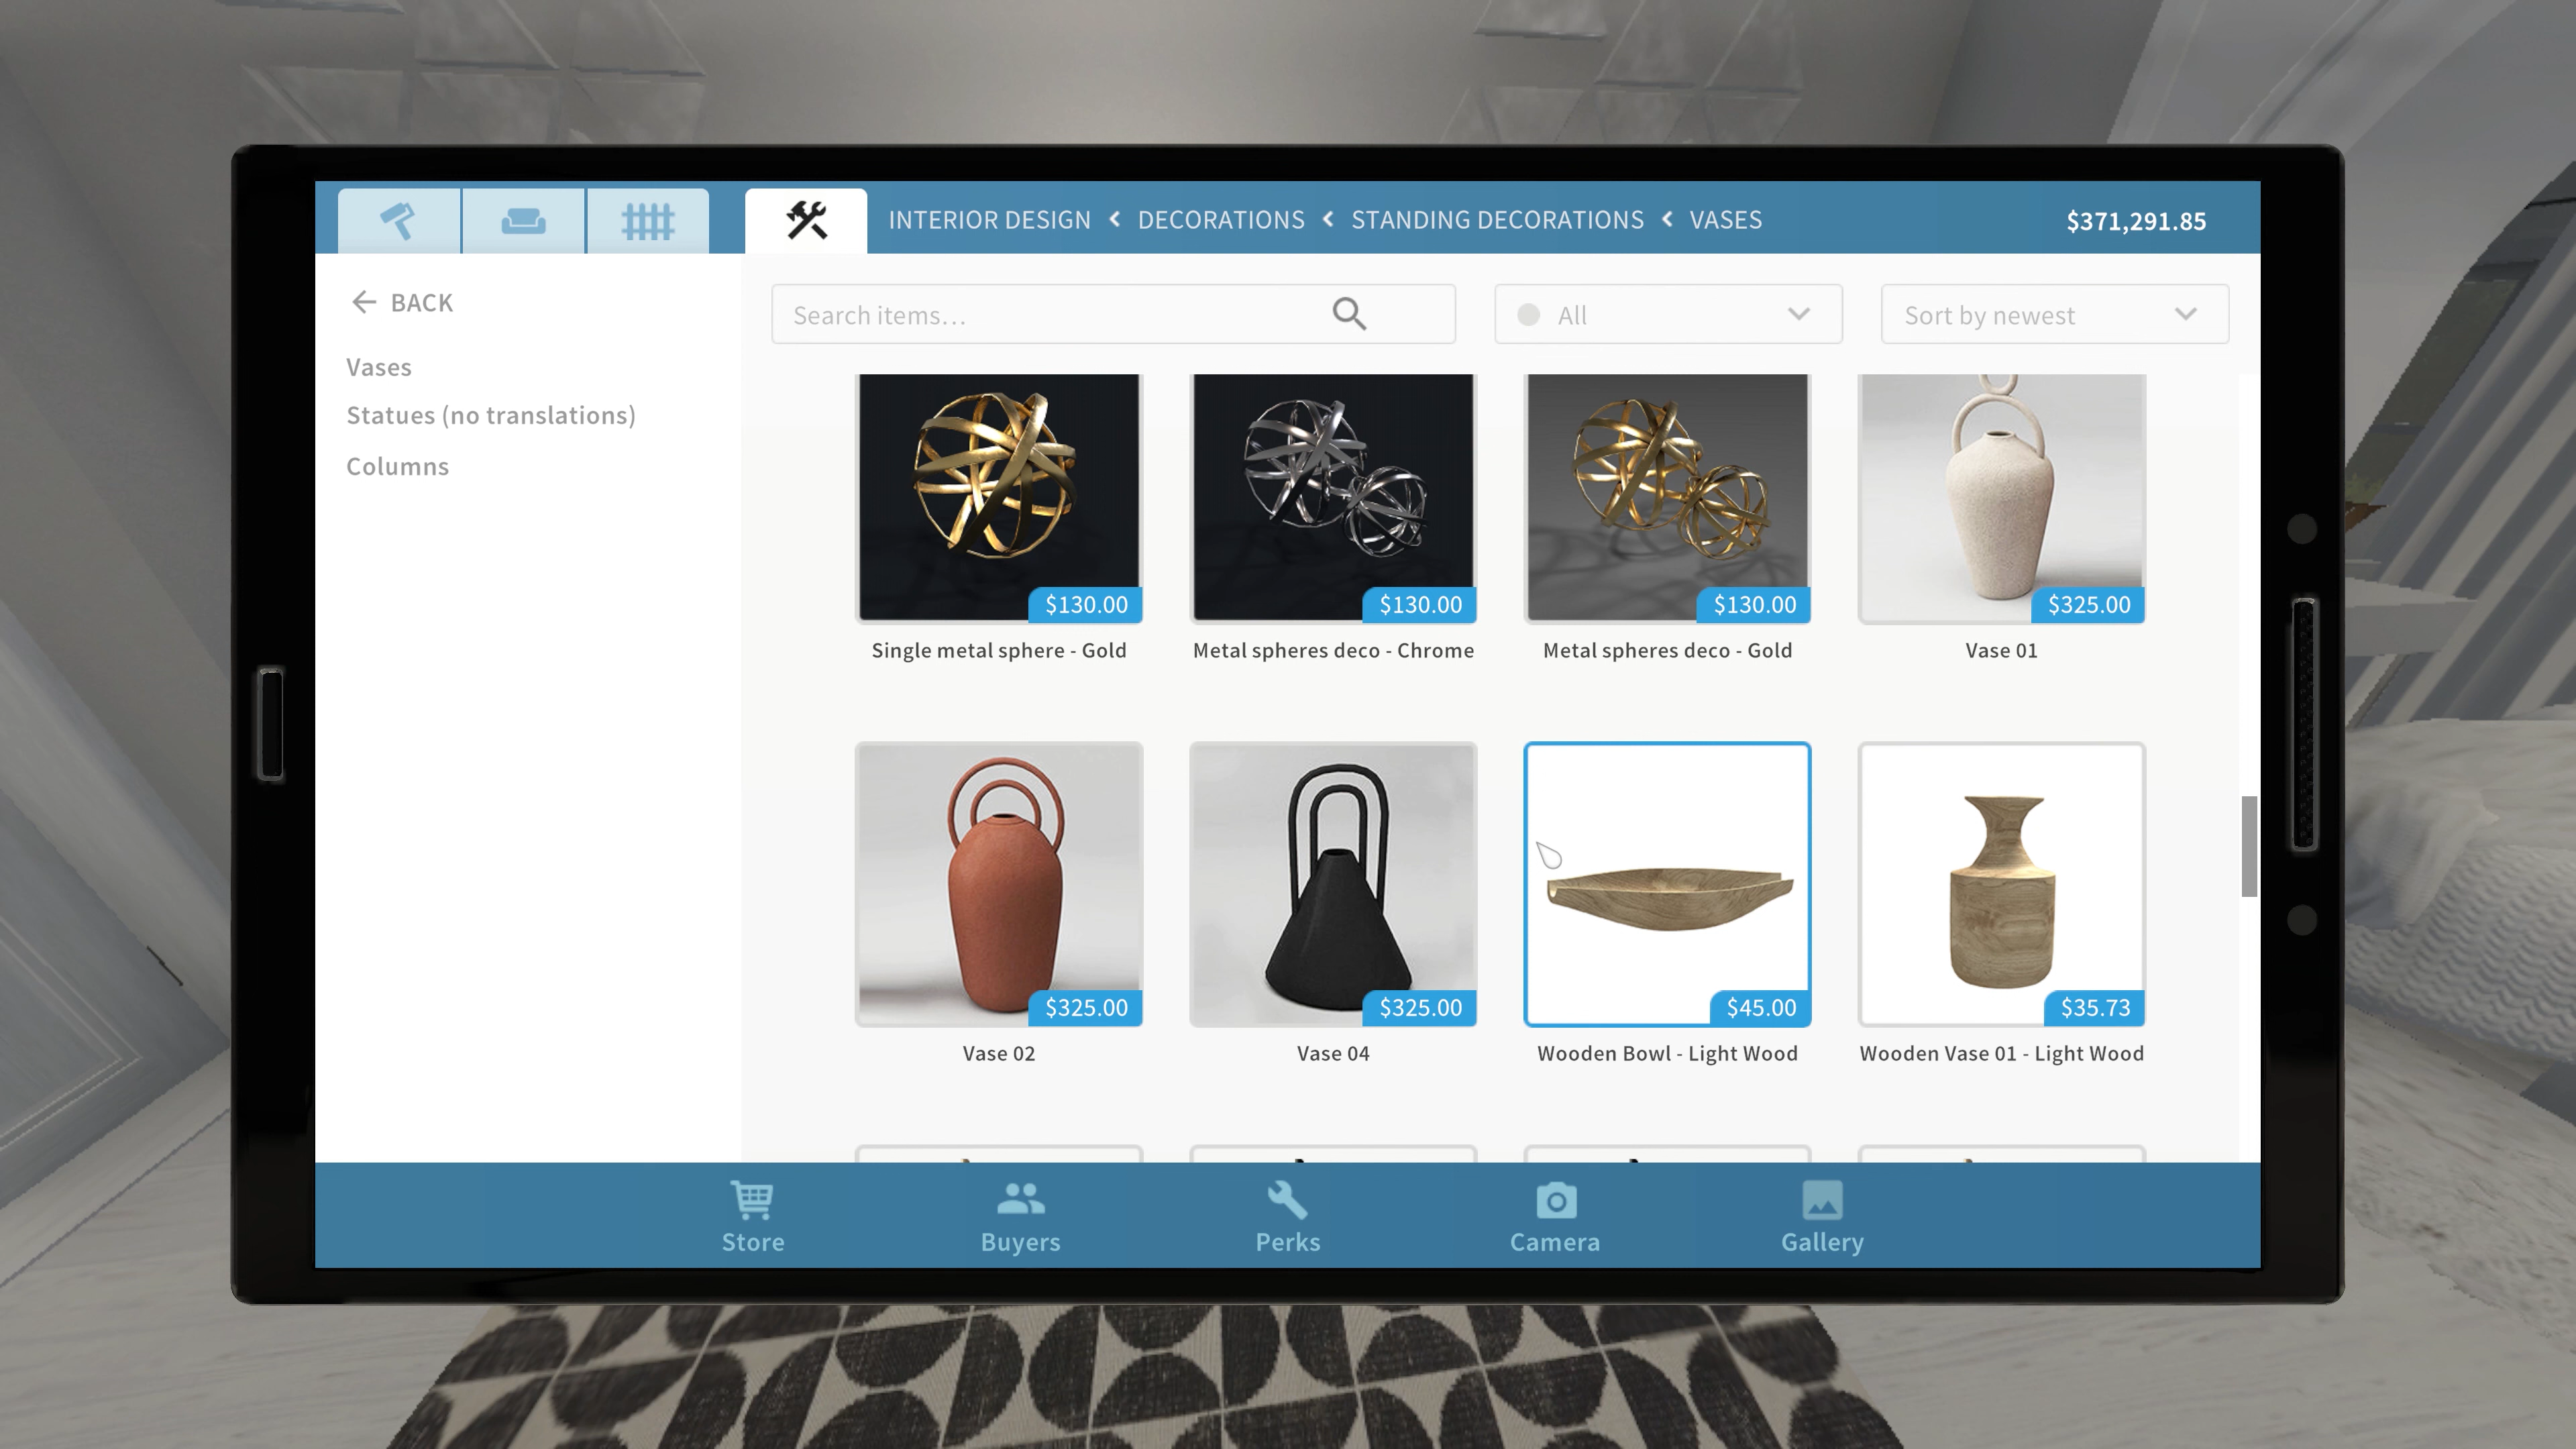 INTERIOR DESIGN < DECORATIONS < STANDING DECORATIONS < VASES
$371,291.85
BACK
Vases
Statues (no translations)
Columns
Search items...
All
Sort by newest
$130.00
$130.00
$130.00
$325.00
Single metal sphere - Gold
Metal spheres deco - Chrome
Metal spheres deco - Gold
Vase 01
$325.00
$325.00
$45.00
$35.73
Vase 02
Vase 04
Wooden Bowl - Light Wood
Wooden Vase 01 - Light Wood
Store
Buyers
Perks
Camera
Gallery